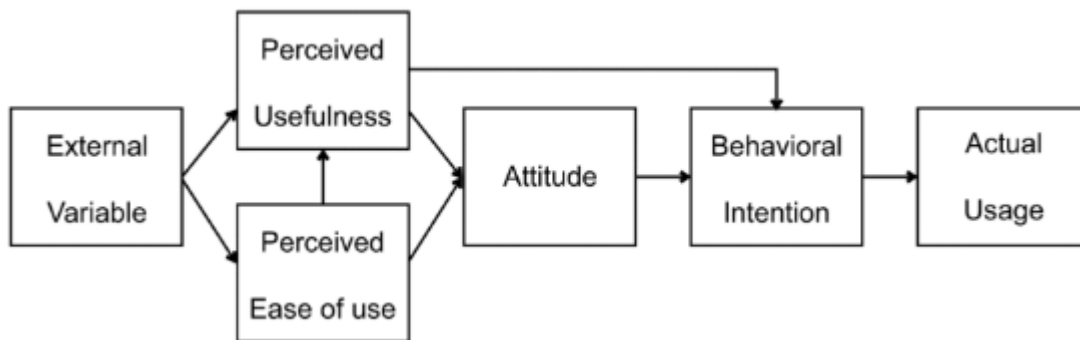 Perceived
Usefulness
External
Variable
Perceived
Ease of use
Attitude
Behavioral
Intention
Actual
Usage